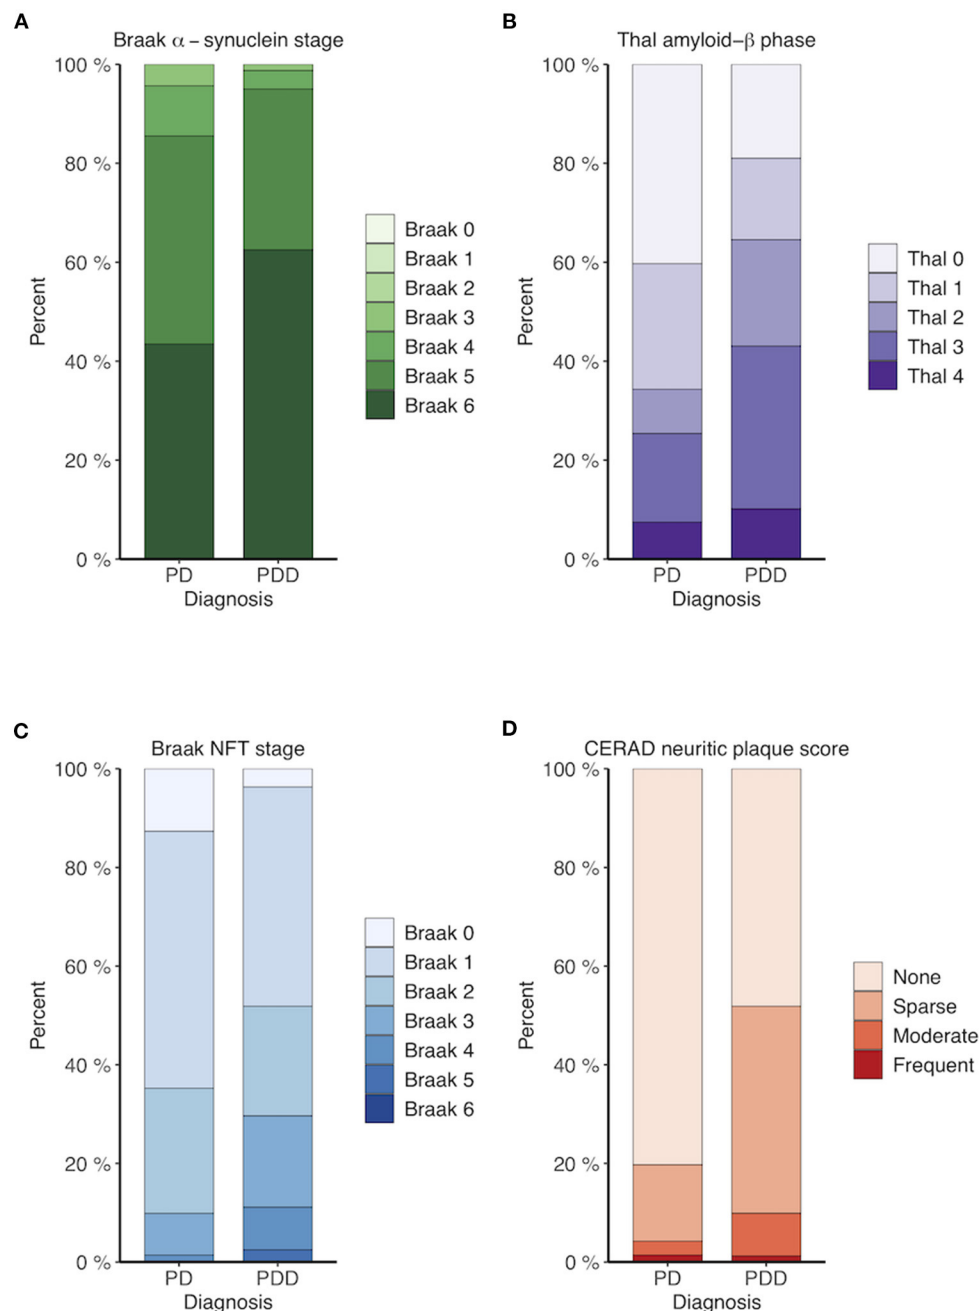 A
Braak α – synuclein stage
100 %
80 %
60 %
40 %
20 %
0 %
Percent
PD
PDD
Diagnosis
Braak 0
Braak 1
Braak 2
Braak 3
Braak 4
Braak 5
Braak 6
B
Thal amyloid–β phase
100 %
80 %
60 %
40 %
20 %
0 %
Percent
PD
PDD
Diagnosis
Thal 0
Thal 1
Thal 2
Thal 3
Thal 4
C
Braak NFT stage
100 %
80 %
60 %
40 %
20 %
0 %
Percent
PD
PDD
Diagnosis
Braak 0
Braak 1
Braak 2
Braak 3
Braak 4
Braak 5
Braak 6
D
CERAD neuritic plaque score
100 %
80 %
60 %
40 %
20 %
0 %
Percent
PD
PDD
Diagnosis
None
Sparse
Moderate
Frequent